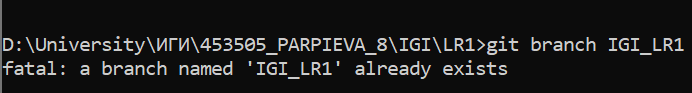 D:\University\ИГИ\453505_PARPIEVA_8\IGI\LR1>git branch IGI_LR1
fatal: a branch named 'IGI_LR1' already exists